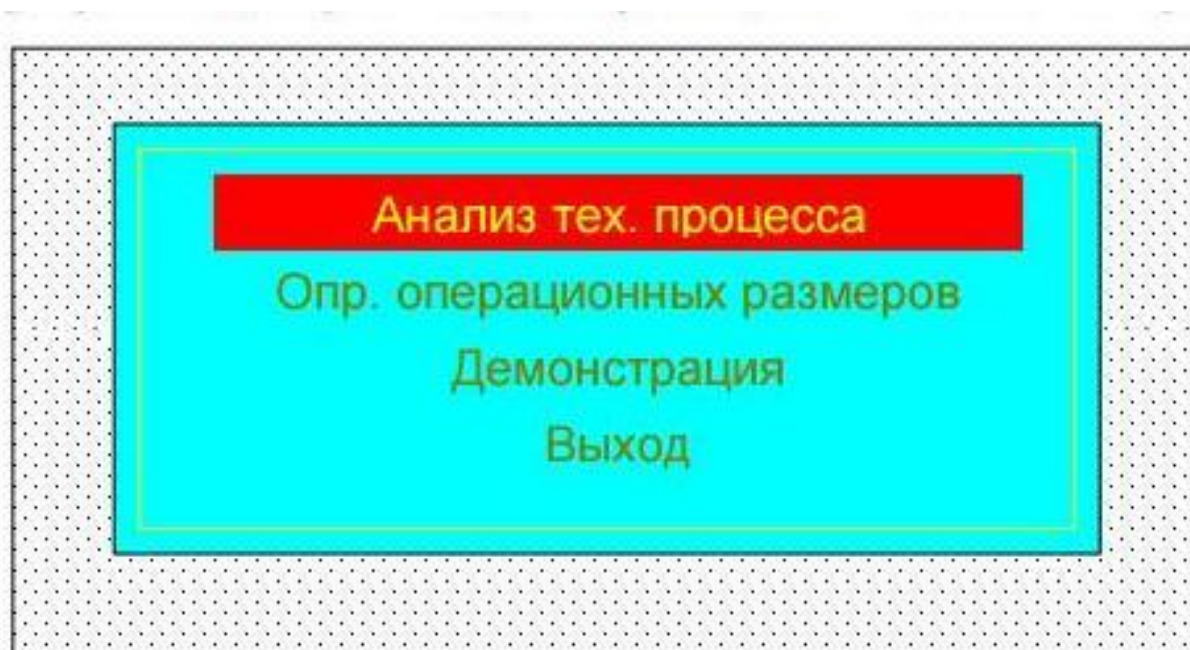 Анализ тех. процесса
Опр. операционных размеров
Демонстрация
Выход